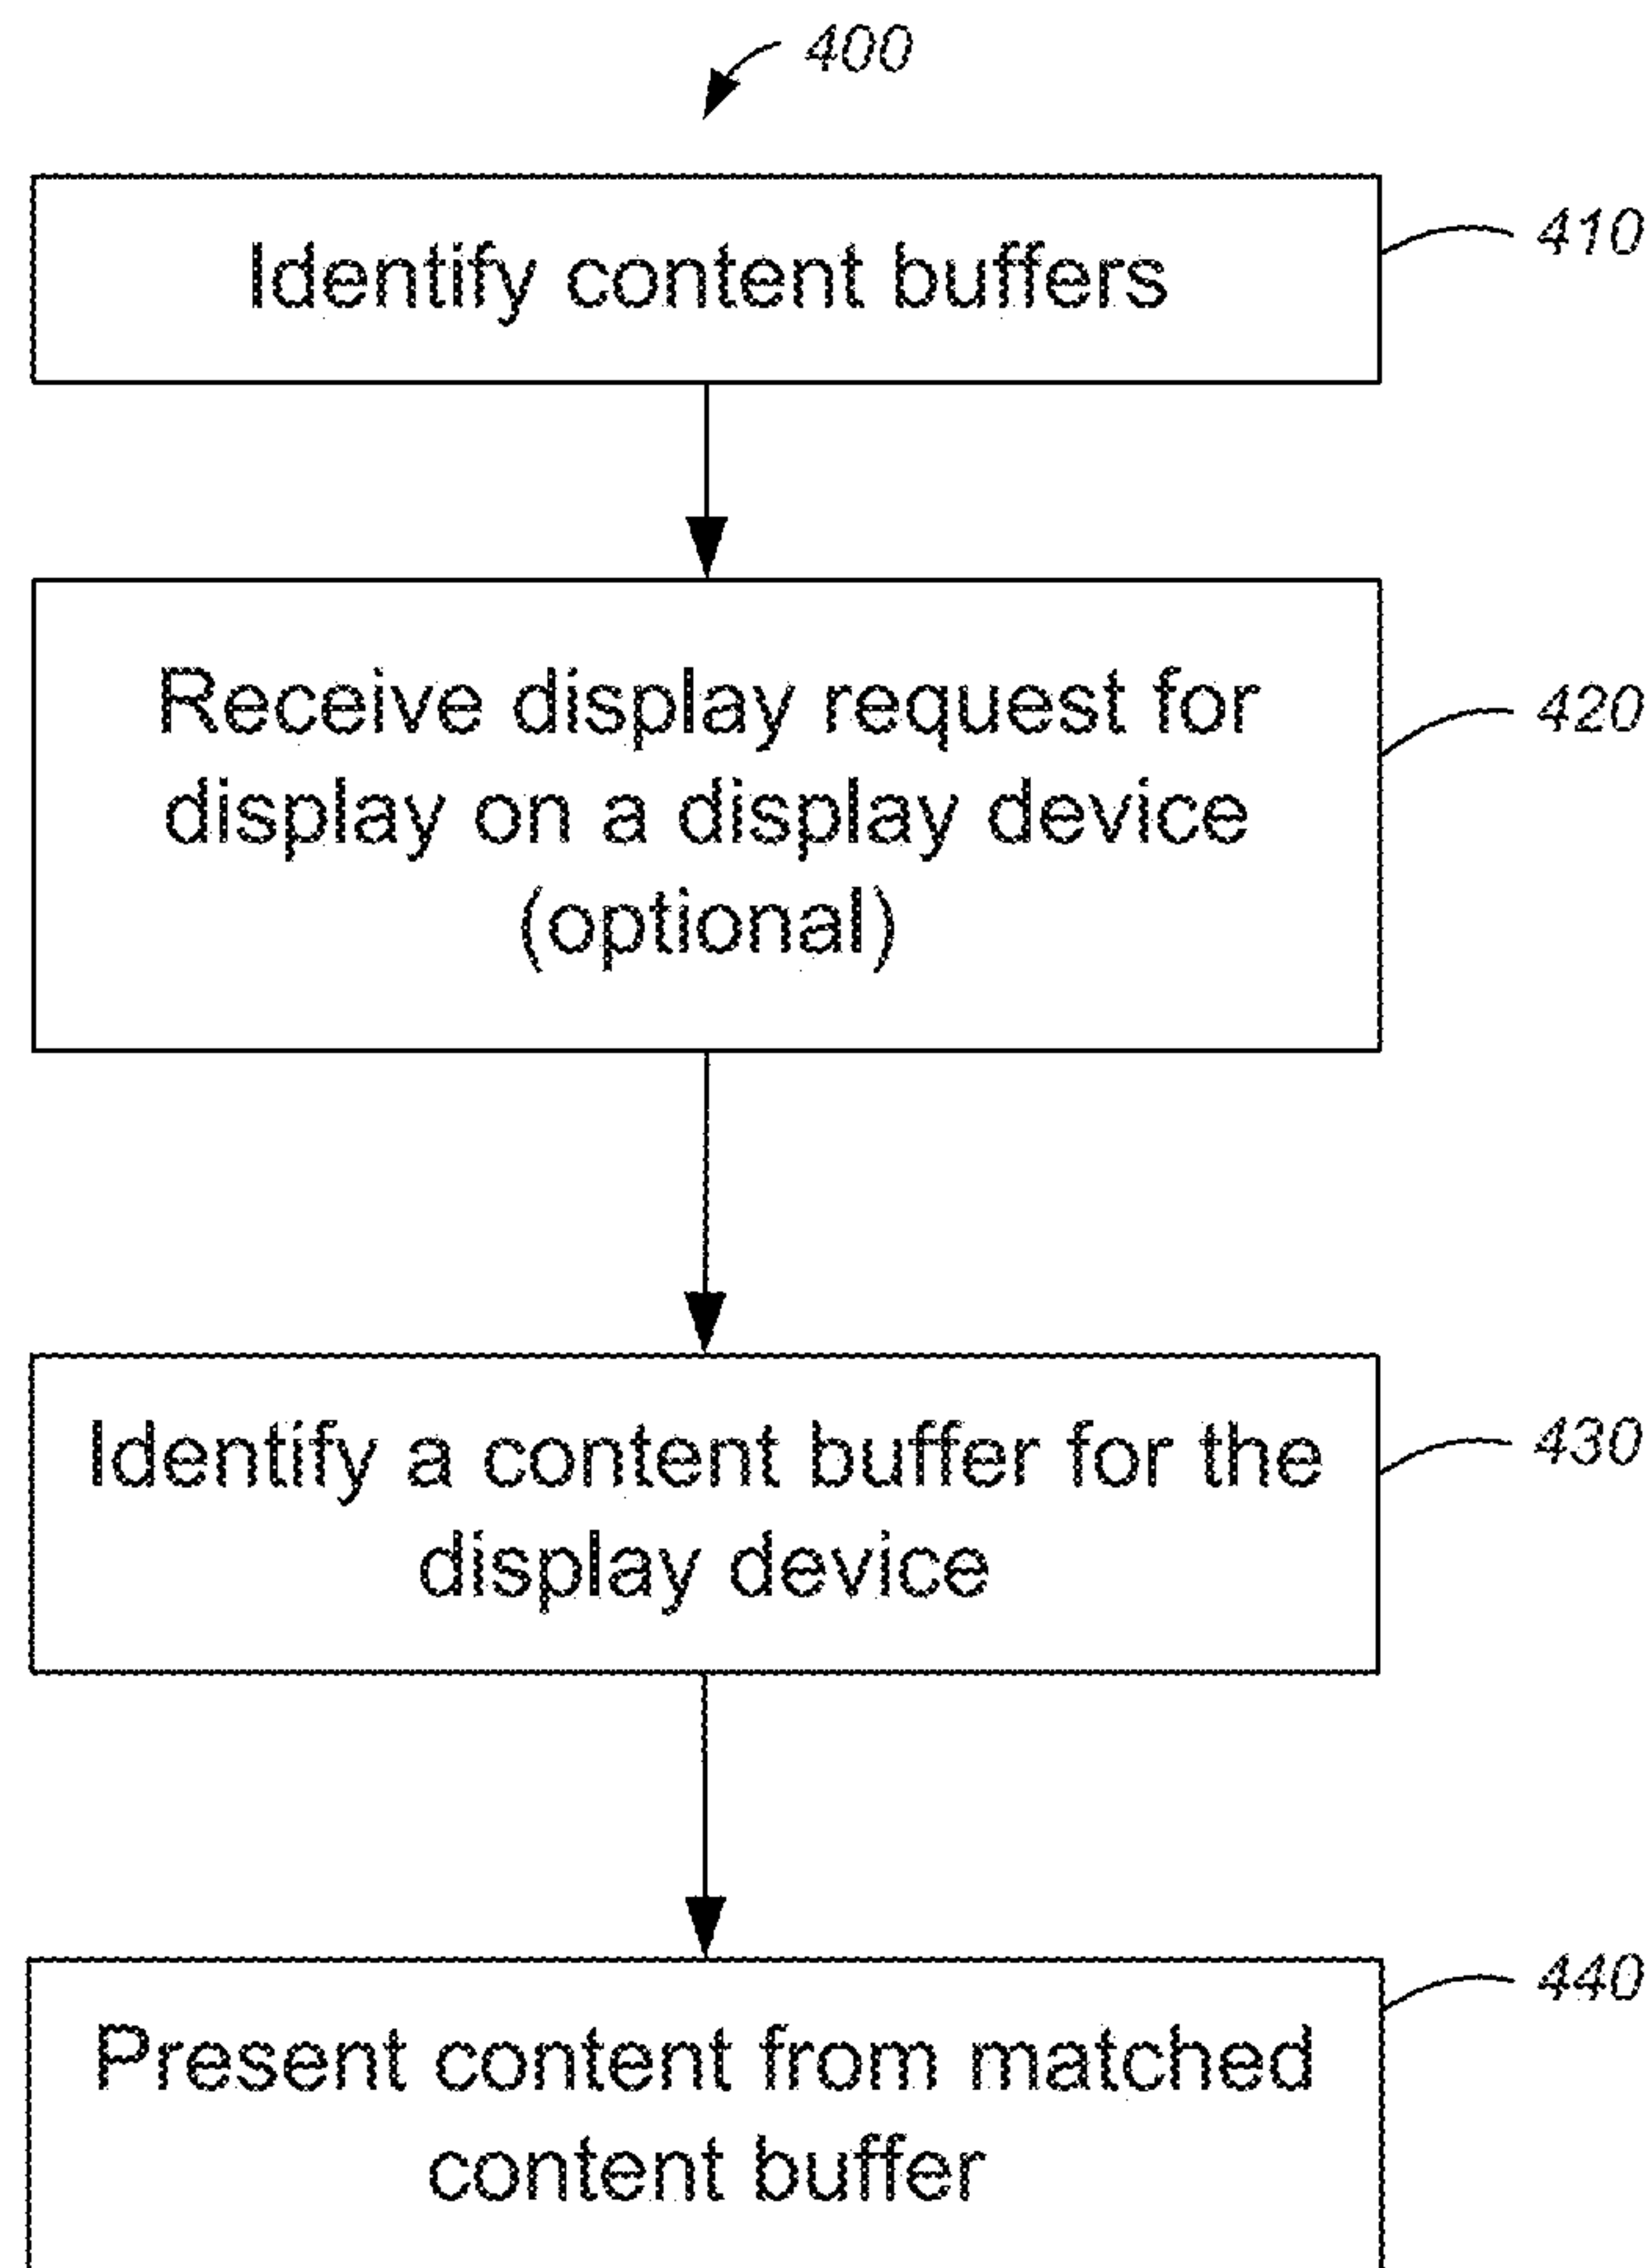 400
Identify content buffers
410
Receive display request for
display on a display device
(optional)
420
Identify a content buffer for the
display device
430
Present content from matched
content buffer
440